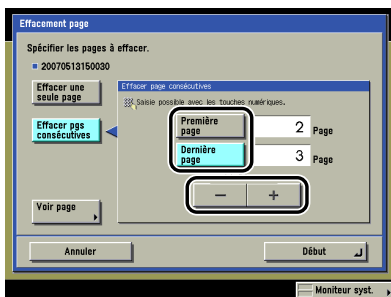 Effacement page
Spécifier les pages à effacer.
20070513150030
Effacer une
seule page
Effacer pgs
consécutives
Effacer page consécutives
Saisie possible avec les touches numériques.
Première
page
2 Page
Dernière
page
3 Page
- +
Voir page
Annuler
Début
Moniteur syst.